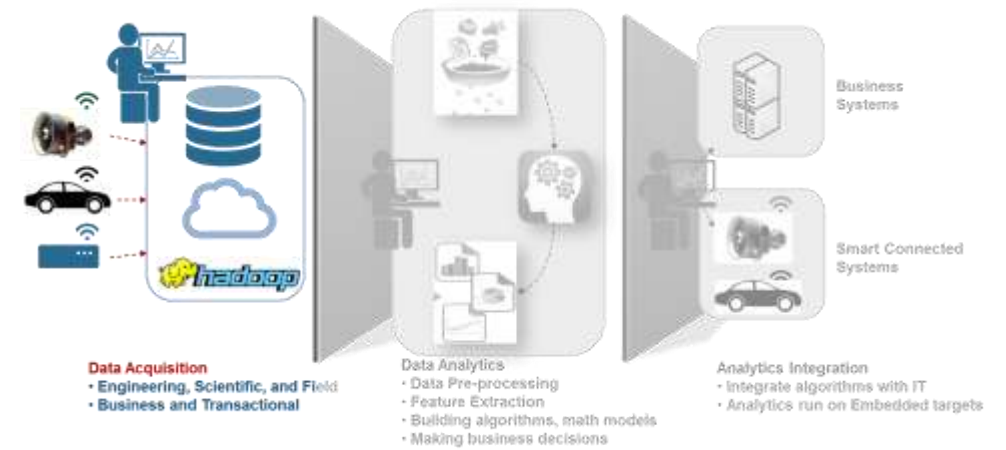 hadoop
Business
Systems
Smart Connected
Systems
Data Acquisition
• Engineering, Scientific, and Field
• Business and Transactional
Data Analytics
• Data Pre-processing
• Feature Extraction
• Building algorithms, math models
• Making business decisions
Analytics Integration
• Integrate algorithms with IT
• Analytics run on Embedded targets